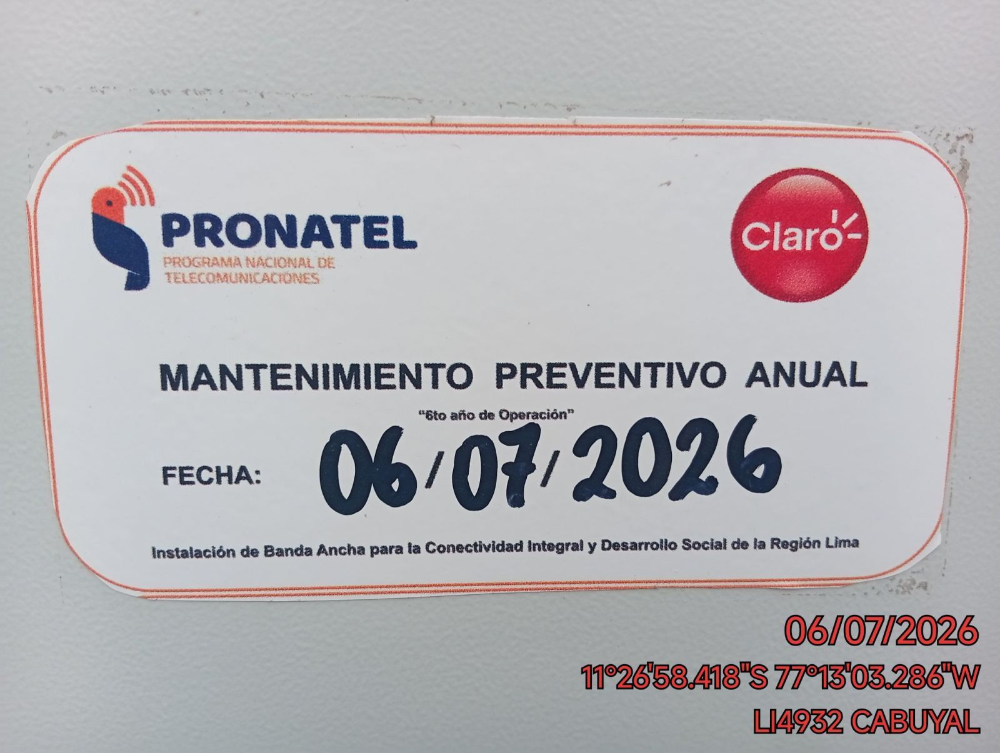 PRONATEL
PROGRAMA NACIONAL DE
TELECOMUNICACIONES
Claro
MANTENIMIENTO PREVENTIVO ANUAL
"6to año de Operación"
FECHA: 06/07/2026
Instalación de Banda Ancha para la Conectividad Integral y Desarrollo Social de la Región Lima
06/07/2026
11°26'58.418"S 77°13'03.286"W
LI4932 CABUYAL